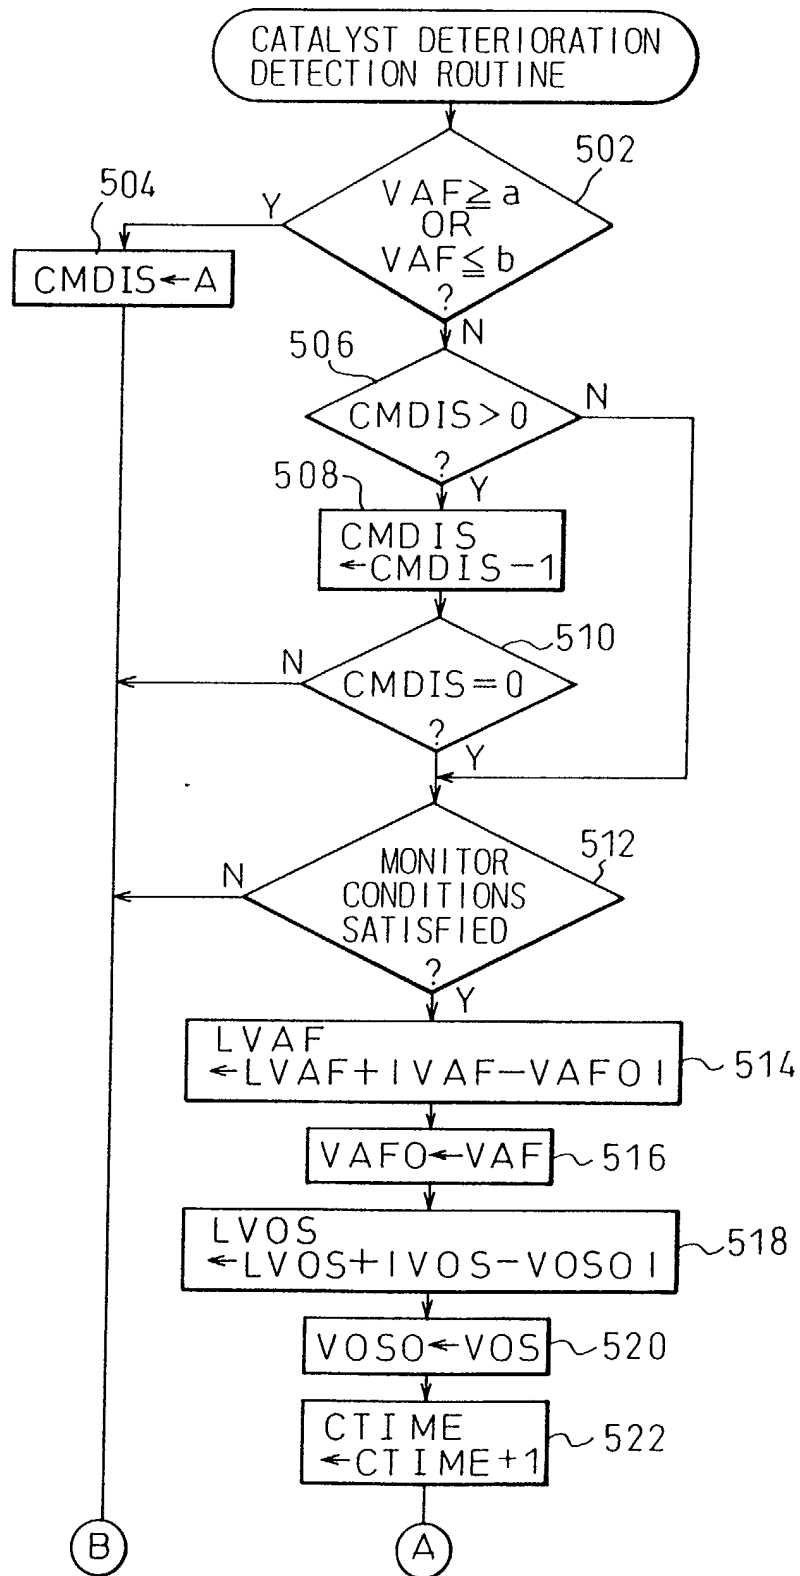 CATALYST DETERIORATION
DETECTION ROUTINE
502
504
Y
VAF≧a
OR
VAF≦b
?
CMDIS←A
N
506
CMDIS>0
N
?
508
Y
CMDIS
←CMDIS-1
510
N
CMDIS=0
?
Y
512
N
MONITOR
CONDITIONS
SATISFIED
?
Y
LVAF
←LVAF+|VAF-VAFO|
514
VAFO←VAF
516
LVOS
←LVOS+|VOS-VOSO|
518
VOSO←VOS
520
CTIME
←CTIME+1
522
B
A